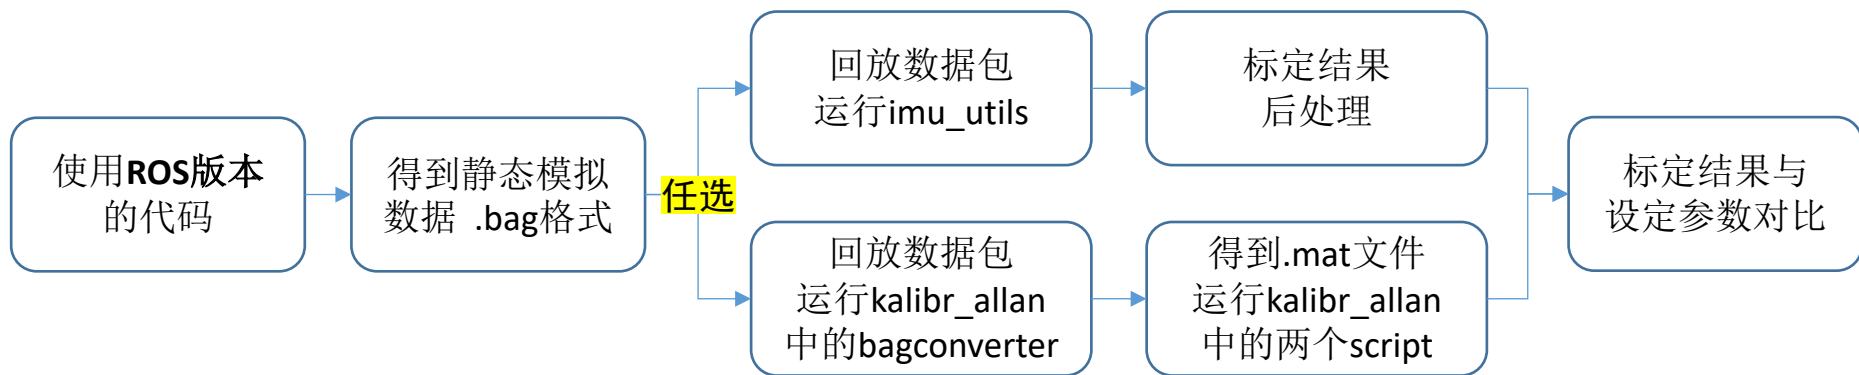 使用ROS版本
的代码
得到静态模拟
数据 .bag格式
任选
回放数据包
运行imu_utils
标定结果
后处理
回放数据包
运行kalibr_allan
中的bagconverter
得到.mat文件
运行kalibr_allan
中的两个script
标定结果与
设定参数对比